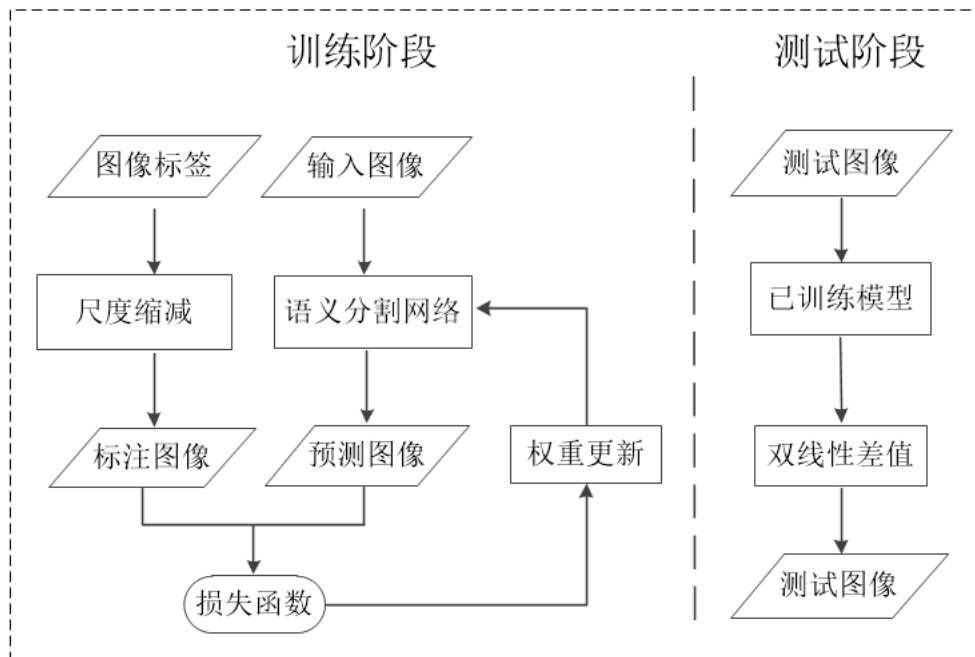 训练阶段
测试阶段
图像标签
输入图像
测试图像
尺度缩减
语义分割网络
已训练模型
标注图像
预测图像
权重更新
双线性差值
损失函数
测试图像